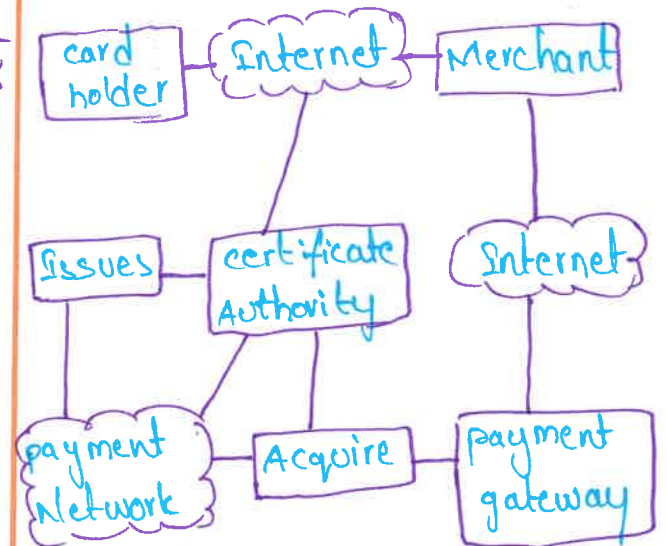 card
holder
Internet
Merchant
Issues
certificate
Authority
Internet
payment
Network
Acquire
payment
gateway